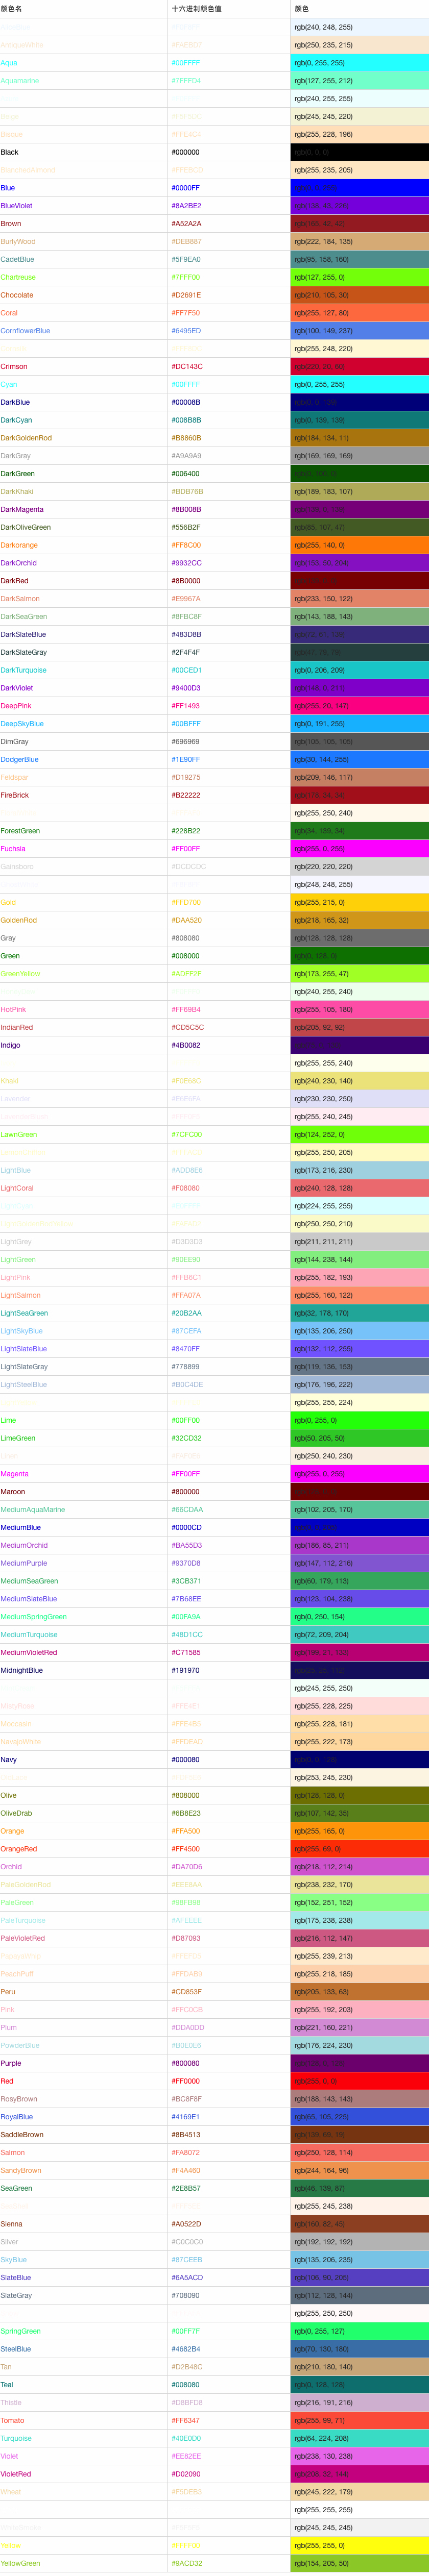 颜色名 十六进制颜色值 颜色
rgb(240, 248, 255)
AntiqueWhite #FAEBD7 rgb(250, 235, 215)
Aqua #00FFFF rgb(0, 255, 255)
Aquamarine #7FFFD4 rgb(127, 255, 212)
rgb(240, 255, 255)
Beige #F5F5DC rgb(245, 245, 220)
Bisque #FFE4C4 rgb(255, 228, 196)
Black #000000 rgb(0, 0, 0)
BlanchedAlmond #FFEBCD rgb(255, 235, 205)
Blue #0000FF rgb(0, 0, 255)
BlueViolet #8A2BE2 rgb(138, 43, 226)
Brown #A52A2A rgb(165, 42, 42)
BurlyWood #DEB887 rgb(222, 184, 135)
CadetBlue #5F9EA0 rgb(95, 158, 160)
Chartreuse #7FFF00 rgb(127, 255, 0)
Chocolate #D2691E rgb(210, 105, 30)
Coral #FF7F50 rgb(255, 127, 80)
CornflowerBlue #6495ED rgb(100, 149, 237)
Cornsilk #FFF8DC rgb(255, 248, 220)
Crimson #DC143C rgb(220, 20, 60)
Cyan #00FFFF rgb(0, 255, 255)
DarkBlue #00008B rgb(0, 0, 139)
DarkCyan #008B8B rgb(0, 139, 139)
DarkGoldenRod #B8860B rgb(184, 134, 11)
DarkGray #A9A9A9 rgb(169, 169, 169)
DarkGreen #006400 rgb(0, 100, 0)
DarkKhaki #BDB76B rgb(189, 183, 107)
DarkMagenta #8B008B rgb(139, 0, 139)
DarkOliveGreen #556B2F rgb(85, 107, 47)
Darkorange #FF8C00 rgb(255, 140, 0)
DarkOrchid #9932CC rgb(153, 50, 204)
DarkRed #8B0000 rgb(139, 0, 0)
DarkSalmon #E9967A rgb(233, 150, 122)
DarkSeaGreen #8FBC8F rgb(143, 188, 143)
DarkSlateBlue #483D8B rgb(72, 61, 139)
DarkSlateGray #2F4F4F rgb(47, 79, 79)
DarkTurquoise #00CED1 rgb(0, 206, 209)
DarkViolet #9400D3 rgb(148, 0, 211)
DeepPink #FF1493 rgb(255, 20, 147)
DeepSkyBlue #00BFFF rgb(0, 191, 255)
DimGray #696969 rgb(105, 105, 105)
DodgerBlue #1E90FF rgb(30, 144, 255)
Feldspar #D19275 rgb(209, 146, 117)
FireBrick #B22222 rgb(178, 34, 34)
rgb(255, 250, 240)
ForestGreen #228B22 rgb(34, 139, 34)
Fuchsia #FF00FF rgb(255, 0, 255)
Gainsboro #DCDCDC rgb(220, 220, 220)
rgb(248, 248, 255)
Gold #FFD700 rgb(255, 215, 0)
GoldenRod #DAA520 rgb(218, 165, 32)
Gray #808080 rgb(128, 128, 128)
Green #008000 rgb(0, 128, 0)
GreenYellow #ADFF2F rgb(173, 255, 47)
rgb(240, 255, 240)
HotPink #FF69B4 rgb(255, 105, 180)
IndianRed #CD5C5C rgb(205, 92, 92)
Indigo #4B0082
rgb(255, 255, 240)
Khaki #F0E68C rgb(240, 230, 140)
Lavender #E6E6FA rgb(230, 230, 250)
LavenderBlush #FFF0F5 rgb(255, 240, 245)
LawnGreen #7CFC00 rgb(124, 252, 0)
LemonChiffon #FFFACD rgb(255, 250, 205)
LightBlue #ADD8E6 rgb(173, 216, 230)
LightCoral #F08080 rgb(240, 128, 128)
LightCyan #E0FFFF rgb(224, 255, 255)
LightGoldenRodYellow #FAFAD2 rgb(250, 250, 210)
LightGrey #D3D3D3 rgb(211, 211, 211)
LightGreen #90EE90 rgb(144, 238, 144)
LightPink #FFB6C1 rgb(255, 182, 193)
LightSalmon #FFA07A rgb(255, 160, 122)
LightSeaGreen #20B2AA rgb(32, 178, 170)
LightSkyBlue #87CEFA rgb(135, 206, 250)
LightSlateBlue #8470FF rgb(132, 112, 255)
LightSlateGray #778899 rgb(119, 136, 153)
LightSteelBlue #B0C4DE rgb(176, 196, 222)
rgb(255, 255, 224)
Lime #00FF00 rgb(0, 255, 0)
LimeGreen #32CD32 rgb(50, 205, 50)
Linen #FAF0E6 rgb(250, 240, 230)
Magenta #FF00FF rgb(255, 0, 255)
Maroon #800000
MediumAquaMarine #66CDAA rgb(102, 205, 170)
MediumBlue #0000CD rgb(0, 0, 205)
MediumOrchid #BA55D3 rgb(186, 85, 211)
MediumPurple #9370D8 rgb(147, 112, 216)
MediumSeaGreen #3CB371 rgb(60, 179, 113)
MediumSlateBlue #7B68EE rgb(123, 104, 238)
MediumSpringGreen #00FA9A rgb(0, 250, 154)
MediumTurquoise #48D1CC rgb(72, 209, 204)
MediumVioletRed #C71585 rgb(199, 21, 133)
MidnightBlue #191970 rgb(25, 25, 112)
rgb(245, 255, 250)
MistyRose #FFE4E1 rgb(255, 228, 225)
Moccasin #FFE4B5 rgb(255, 228, 181)
NavajoWhite #FFDEAD rgb(255, 222, 173)
Navy #000080 rgb(0, 0, 128)
OldLace #FDF5E6 rgb(253, 245, 230)
Olive #808000 rgb(128, 128, 0)
OliveDrab #6B8E23 rgb(107, 142, 35)
Orange #FFA500 rgb(255, 165, 0)
OrangeRed #FF4500 rgb(255, 69, 0)
Orchid #DA70D6 rgb(218, 112, 214)
PaleGoldenRod #EEE8AA rgb(238, 232, 170)
PaleGreen #98FB98 rgb(152, 251, 152)
PaleTurquoise #AFEEEE rgb(175, 238, 238)
PaleVioletRed #D87093 rgb(216, 112, 147)
PapayaWhip #FFEFD5 rgb(255, 239, 213)
PeachPuff #FFDAB9 rgb(255, 218, 185)
Peru #CD853F rgb(205, 133, 63)
Pink #FFC0CB rgb(255, 192, 203)
Plum #DDA0DD rgb(221, 160, 221)
PowderBlue #B0E0E6 rgb(176, 224, 230)
Purple #800080 rgb(128, 0, 128)
Red #FF0000 rgb(255, 0, 0)
RosyBrown #BC8F8F rgb(188, 143, 143)
RoyalBlue #4169E1 rgb(65, 105, 225)
SaddleBrown #8B4513 rgb(139, 69, 19)
Salmon #FA8072 rgb(250, 128, 114)
SandyBrown #F4A460 rgb(244, 164, 96)
SeaGreen #2E8B57 rgb(46, 139, 87)
rgb(255, 245, 238)
Sienna #A0522D rgb(160, 82, 45)
Silver #C0C0C0 rgb(192, 192, 192)
SkyBlue #87CEEB rgb(135, 206, 235)
SlateBlue #6A5ACD rgb(106, 90, 205)
SlateGray #708090 rgb(112, 128, 144)
rgb(255, 250, 250)
SpringGreen #00FF7F rgb(0, 255, 127)
SteelBlue #4682B4 rgb(70, 130, 180)
Tan #D2B48C rgb(210, 180, 140)
Teal #008080 rgb(0, 128, 128)
Thistle #D8BFD8 rgb(216, 191, 216)
Tomato #FF6347 rgb(255, 99, 71)
Turquoise #40E0D0 rgb(64, 224, 208)
Violet #EE82EE rgb(238, 130, 238)
VioletRed #D02090 rgb(208, 32, 144)
Wheat #F5DEB3 rgb(245, 222, 179)
rgb(255, 255, 255)
rgb(245, 245, 245)
Yellow #FFFF00 rgb(255, 255, 0)
YellowGreen #9ACD32 rgb(154, 205, 50)